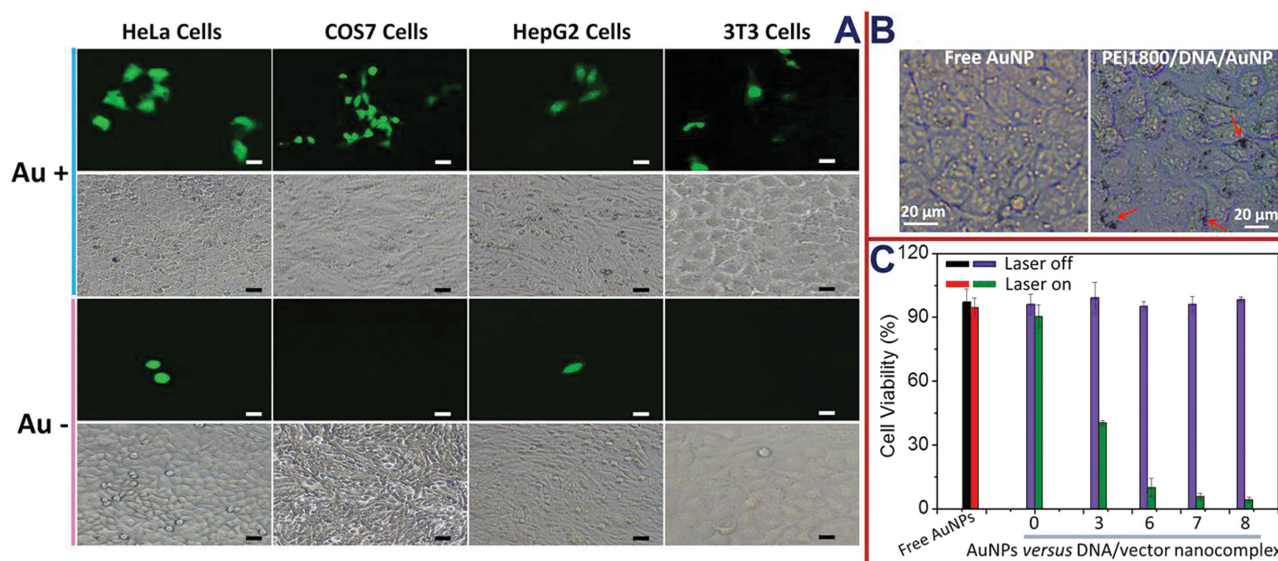 HeLa Cells COS7 Cells HepG2 Cells 3T3 Cells A
Au +
Au -
B
Free AuNP PEI1800/DNA/AuNP
20 µm 20 µm
C
120
90
60
30
0
Cell Viability (%)
Laser off
Laser on
Free AuNPs 0 3 6 7 8
AuNPs versus DNA/vector nanocomplex